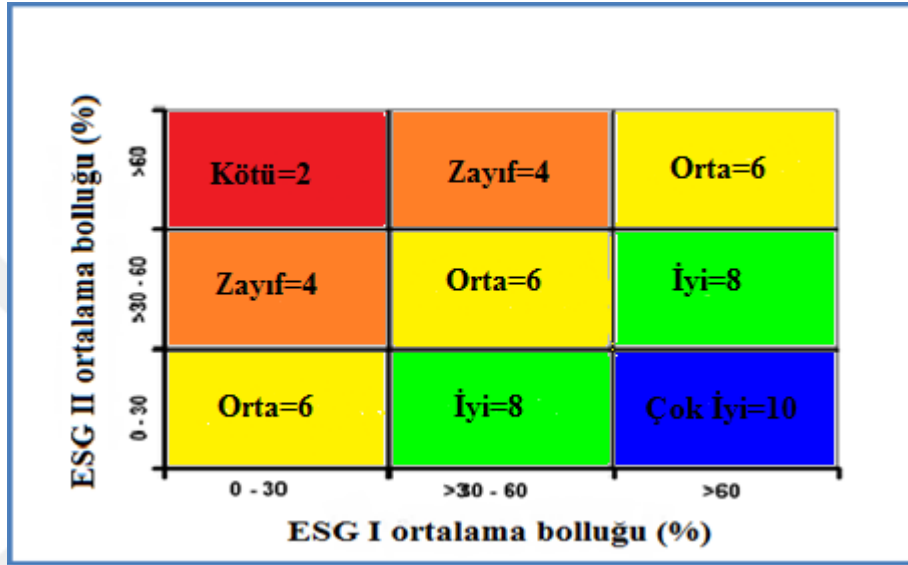 ESG II ortalama bolluğu (%)
>60
Kötü=2
Zayıf=4
Orta=6
>30 - 60
Zayıf=4
Orta=6
İyi=8
0 - 30
Orta=6
İyi=8
Çok İyi=10
0 - 30
>30 - 60
>60
ESG I ortalama bolluğu (%)